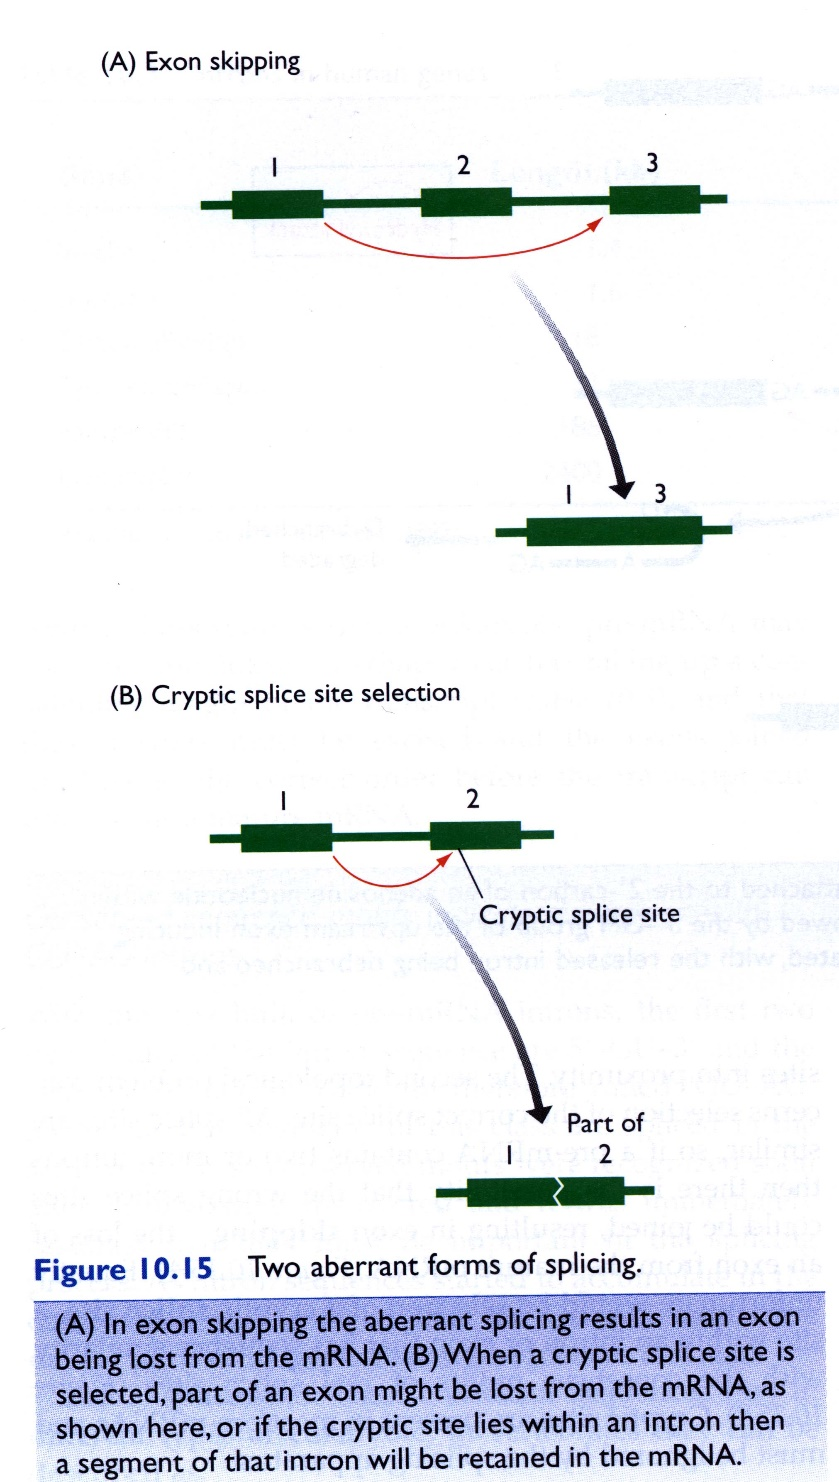 (A) Exon skipping
1 2 3
1 3
(B) Cryptic splice site selection
1 2
Cryptic splice site
Part of
1 2
Figure 10.15 Two aberrant forms of splicing.
(A) In exon skipping the aberrant splicing results in an exon
being lost from the mRNA. (B) When a cryptic splice site is
selected, part of an exon might be lost from the mRNA, as
shown here, or if the cryptic site lies within an intron then
a segment of that intron will be retained in the mRNA.